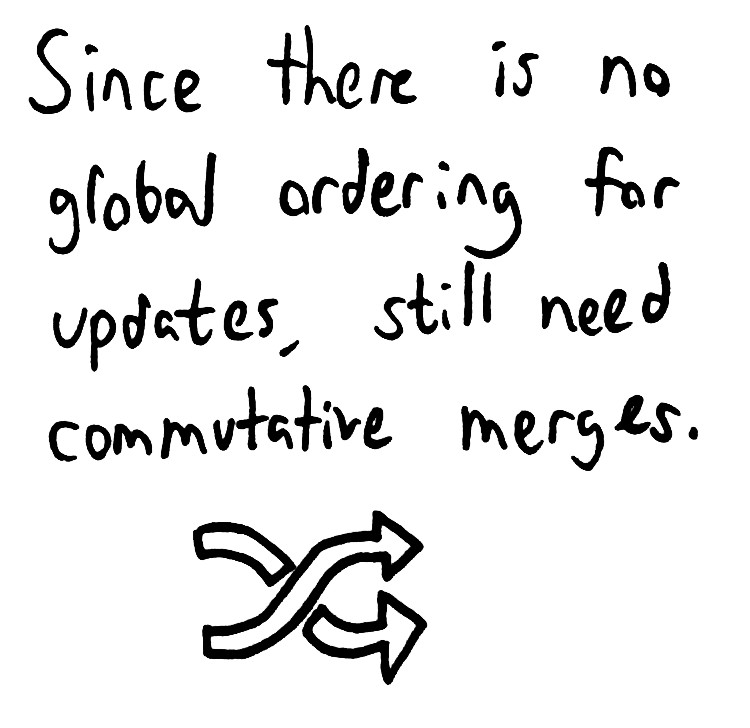 Since there is no
global ordering for
updates, still need
commutative merges.